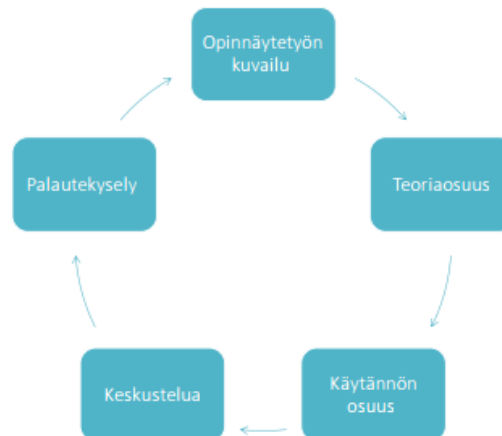 Opinnäytetyön
kuvailu
Teoriaosuus
Käytännön
osuus
Keskustelua
Palautekysely